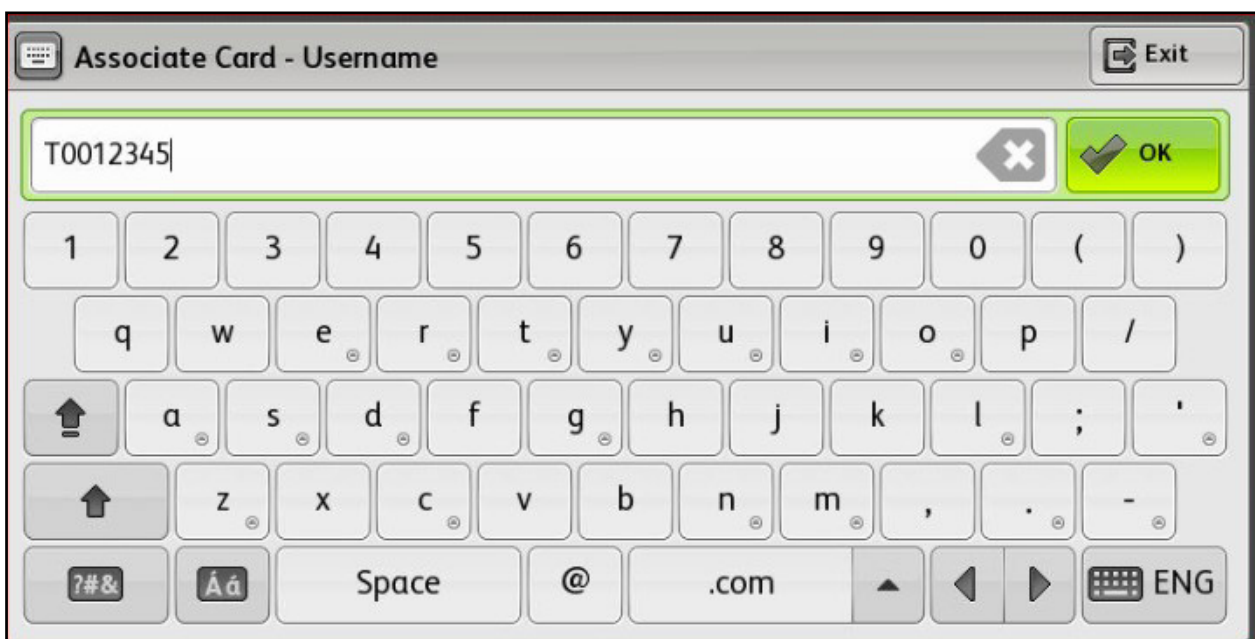 Associate Card - Username
Exit
T0012345
OK
1 2 3 4 5 6 7 8 9 0 ( )
q w e r t y u i o p /
a s d f g h j k l ; '
z x c v b n m , . -
?#& Áá Space @ .com ENG